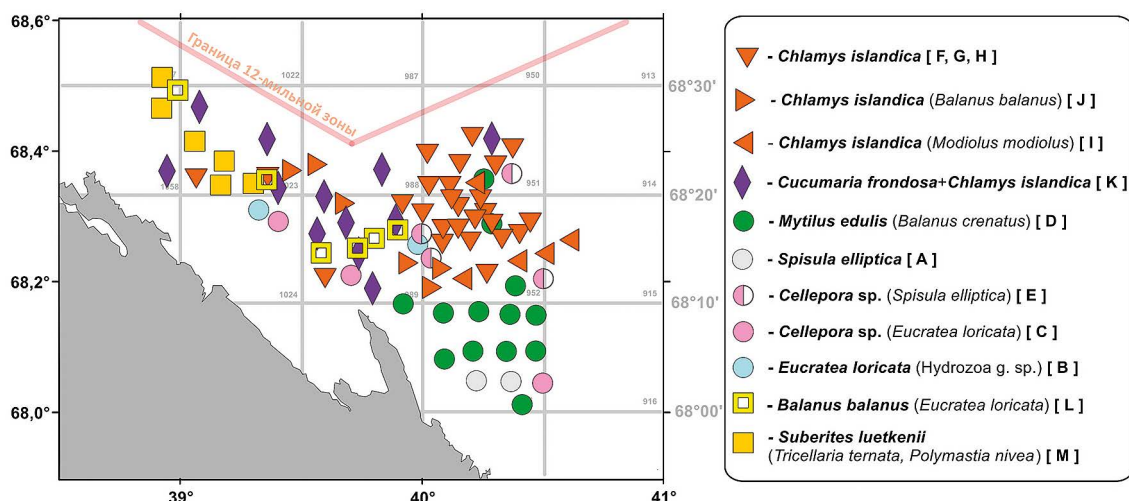 68,6°
68,4°
68,2°
68,0°
39°
40°
41°
68°30'
68°20'
68°10'
68°00'
Граница 12-мильной зоны
1022
987
950
913
1058
1023
988
951
914
1024
989
952
915
916
- Chlamys islandica [ F, G, H ]
- Chlamys islandica (Balanus balanus) [ J ]
- Chlamys islandica (Modiolus modiolus) [ I ]
- Cucumaria frondosa+Chlamys islandica [ K ]
- Mytilus edulis (Balanus crenatus) [ D ]
- Spisula elliptica [ A ]
- Cellepora sp. (Spisula elliptica) [ E ]
- Cellepora sp. (Eucratea loricata) [ C ]
- Eucratea loricata (Hydrozoa g. sp.) [ B ]
- Balanus balanus (Eucratea loricata) [ L ]
- Suberites luetkenii
(Tricellaria ternata, Polymastia nivea) [ M ]